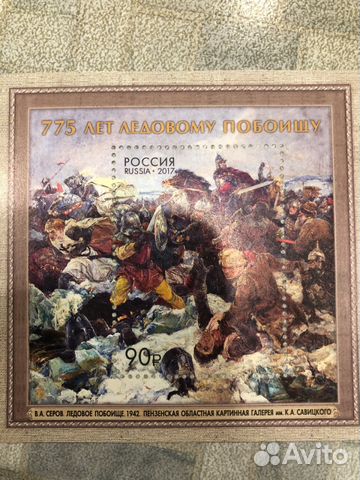 775 ЛЕТ ЛЕДОВОМУ ПОБОИЩУ
РОССИЯ
RUSSIA • 2017
90₽
В.А. СЕРОВ. ЛЕДОВОЕ ПОБОИЩЕ. 1942. ПЕНЗЕНСКАЯ ОБЛАСТНАЯ КАРТИННАЯ ГАЛЕРЕЯ ИМ. К.А. САВИЦКОГО
Avito